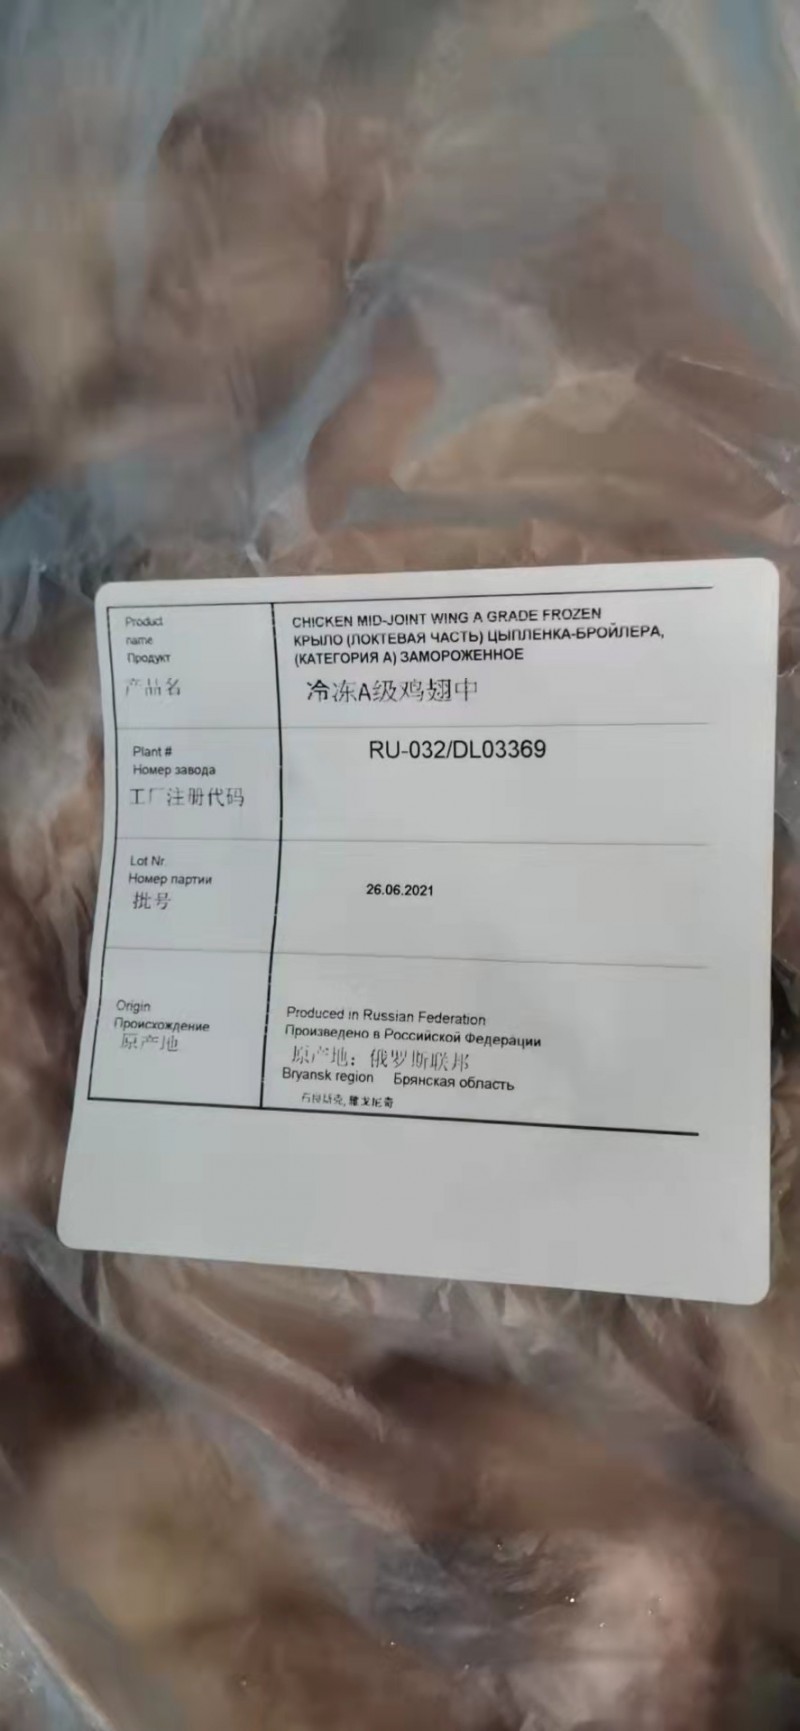 Product
name
Продукт
产品名
CHICKEN MID-JOINT WING A GRADE FROZEN
КРЫЛО (ЛОКТЕВАЯ ЧАСТЬ) ЦЫПЛЕНКА-БРОЙЛЕРА,
(КАТЕГОРИЯ А) ЗАМОРОЖЕННОЕ
冷冻A级鸡翅中
Plant #
Номер завода
工厂注册代码
RU-032/DL03369
Lot Nr.
Номер партии
批号
26.06.2021
Origin
Происхождение
原产地
Produced in Russian Federation
Произведено в Российской Федерации
原产地：俄罗斯联邦
Bryansk region Брянская область